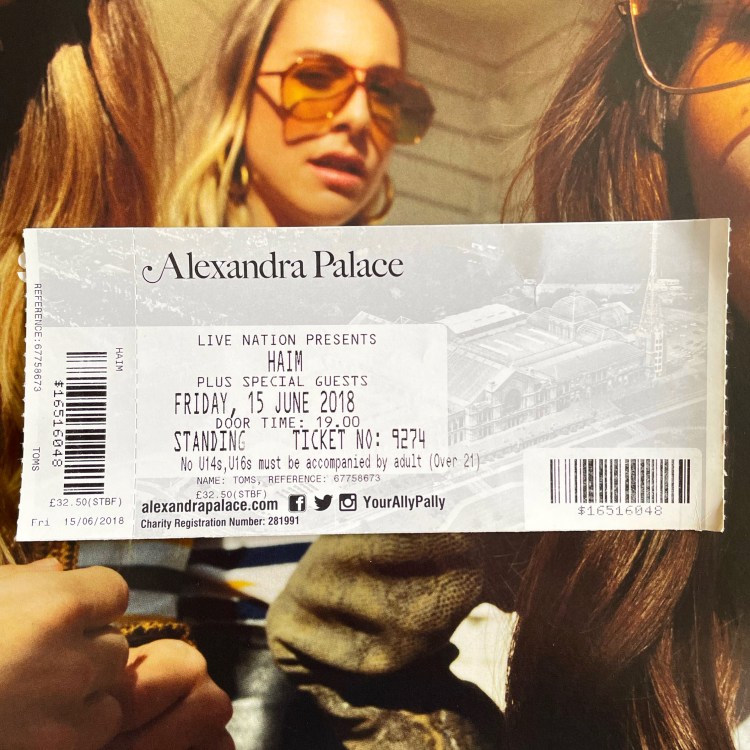 REFERENCE:67758673
TOMS
HAIM
$16516048
£32.50(STBF)
Fri 15/06/2018
Alexandra Palace
LIVE NATION PRESENTS
HAIM
PLUS SPECIAL GUESTS
FRIDAY, 15 JUNE 2018
DOOR TIME: 19.00
STANDING TICKET NO: 9274
No U14s,U16s must be accompanied by adult (Over 21)
NAME: TOMS, REFERENCE: 67758673
£32.50(STBF)
alexandrapalace.com YourAllyPally
Charity Registration Number: 281991
$16516048